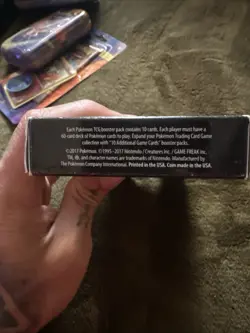 Each Pokémon TCG booster pack contains 10 cards. Each player must have a
60-card deck of Pokémon cards to play. Expand your Pokémon Trading Card Game
collection with "10 Additional Game Cards" booster packs.
©2011 Pokémon. ©1995–2011 Nintendo / Creatures Inc. / GAME FREAK inc.
TM, ®, and character names are trademarks of Nintendo. Manufactured by
The Pokémon Company International. Printed in the USA. Coin made in the USA.